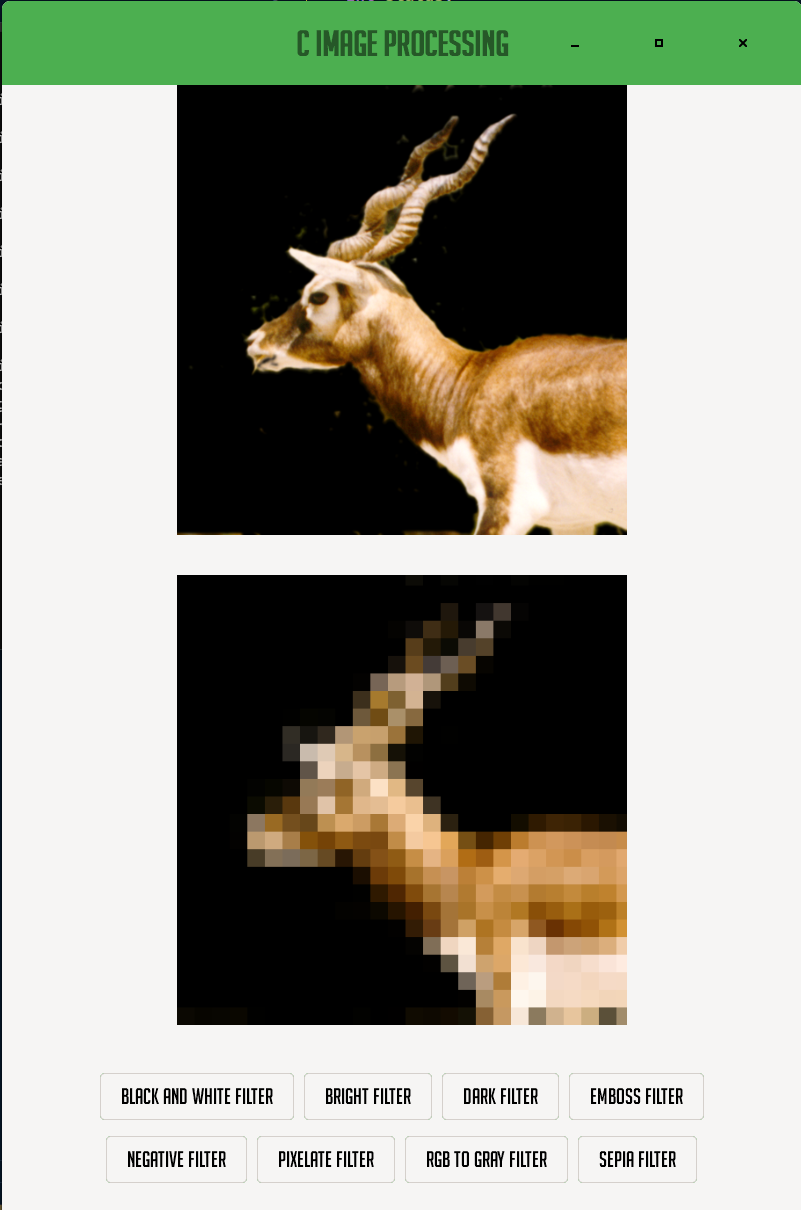 C IMAGE PROCESSING
BLACK AND WHITE FILTER
BRIGHT FILTER
DARK FILTER
EMBOSS FILTER
NEGATIVE FILTER
PIXELATE FILTER
RGB TO GRAY FILTER
SEPIA FILTER